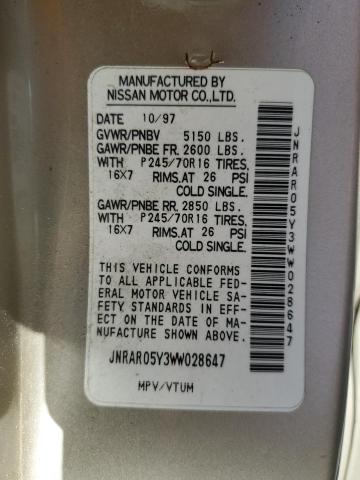 MANUFACTURED BY
NISSAN MOTOR CO.,LTD.
DATE 10/97
GVWR/PNBV 5150 LBS.
GAWR/PNBE FR, 2600 LBS.
WITH P245/70R16 TIRES,
16X7 RIMS,AT 26 PSI
COLD SINGLE.
GAWR/PNBE RR, 2850 LBS.
WITH P245/70R16 TIRES,
16X7 RIMS,AT 26 PSI
COLD SINGLE.
THIS VEHICLE CONFORMS
TO ALL APPLICABLE FED-
ERAL MOTOR VEHICLE SA-
FETY STANDARDS IN EFFECT
ON THE DATE OF MA-
NUFACTURE SHOWN ABOVE.
JNRAR05Y3WW028647
MPV/VTUM
JNRAR05Y3WW028647